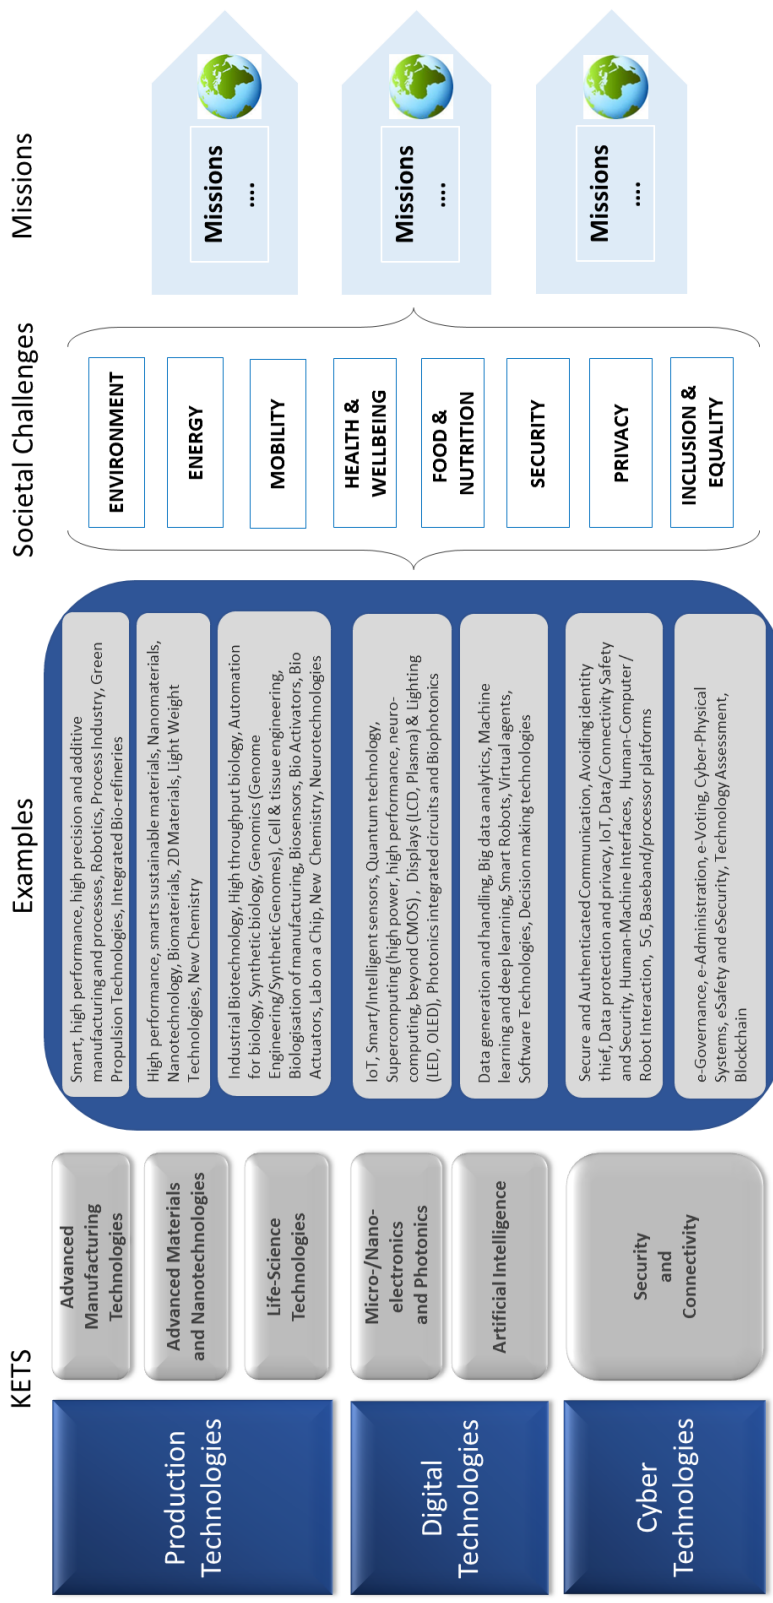 KETS
Examples
Societal Challenges
Missions
Production
Technologies
Advanced
Manufacturing
Technologies
Smart, high performance, high precision and additive
manufacturing and processes, Robotics, Process Industry, Green
Propulsion Technologies, Integrated Bio-refineries
Advanced Materials
and Nanotechnologies
High performance, smarts sustainable materials, Nanomaterials,
Nanotechnology, Biomaterials, 2D Materials, Light Weight
Technologies, New Chemistry
Life-Science
Technologies
Industrial Biotechnology, High throughput biology, Automation
for biology, Synthetic biology, Genomics (Genome
Engineering/Synthetic Genomes), Cell & tissue engineering,
Biologisation of manufacturing, Biosensors, Bio Activators, Bio
Actuators, Lab on a Chip, New Chemistry, Neurotechnologies
Digital
Technologies
Micro-/Nano-
electronics
and Photonics
IoT, Smart/Intelligent sensors, Quantum technology,
Supercomputing (high power, high performance, neuro-
computing, beyond CMOS) , Displays (LCD, Plasma) & Lighting
(LED, OLED), Photonics integrated circuits and Biophotonics
Artificial Intelligence
Data generation and handling, Big data analytics, Machine
learning and deep learning, Smart Robots, Virtual agents,
Software Technologies, Decision making technologies
Cyber
Technologies
Security
and
Connectivity
Secure and Authenticated Communication, Avoiding identity
thief, Data protection and privacy, IoT, Data/Connectivity Safety
and Security, Human-Machine Interfaces, Human-Computer /
Robot Interaction, 5G, Baseband/processor platforms
e-Governance, e-Administration, e-Voting, Cyber-Physical
Systems, eSafety and eSecurity, Technology Assessment,
Blockchain
ENVIRONMENT
ENERGY
MOBILITY
HEALTH &
WELLBEING
FOOD &
NUTRITION
SECURITY
PRIVACY
INCLUSION &
EQUALITY
Missions
....
Missions
....
Missions
....